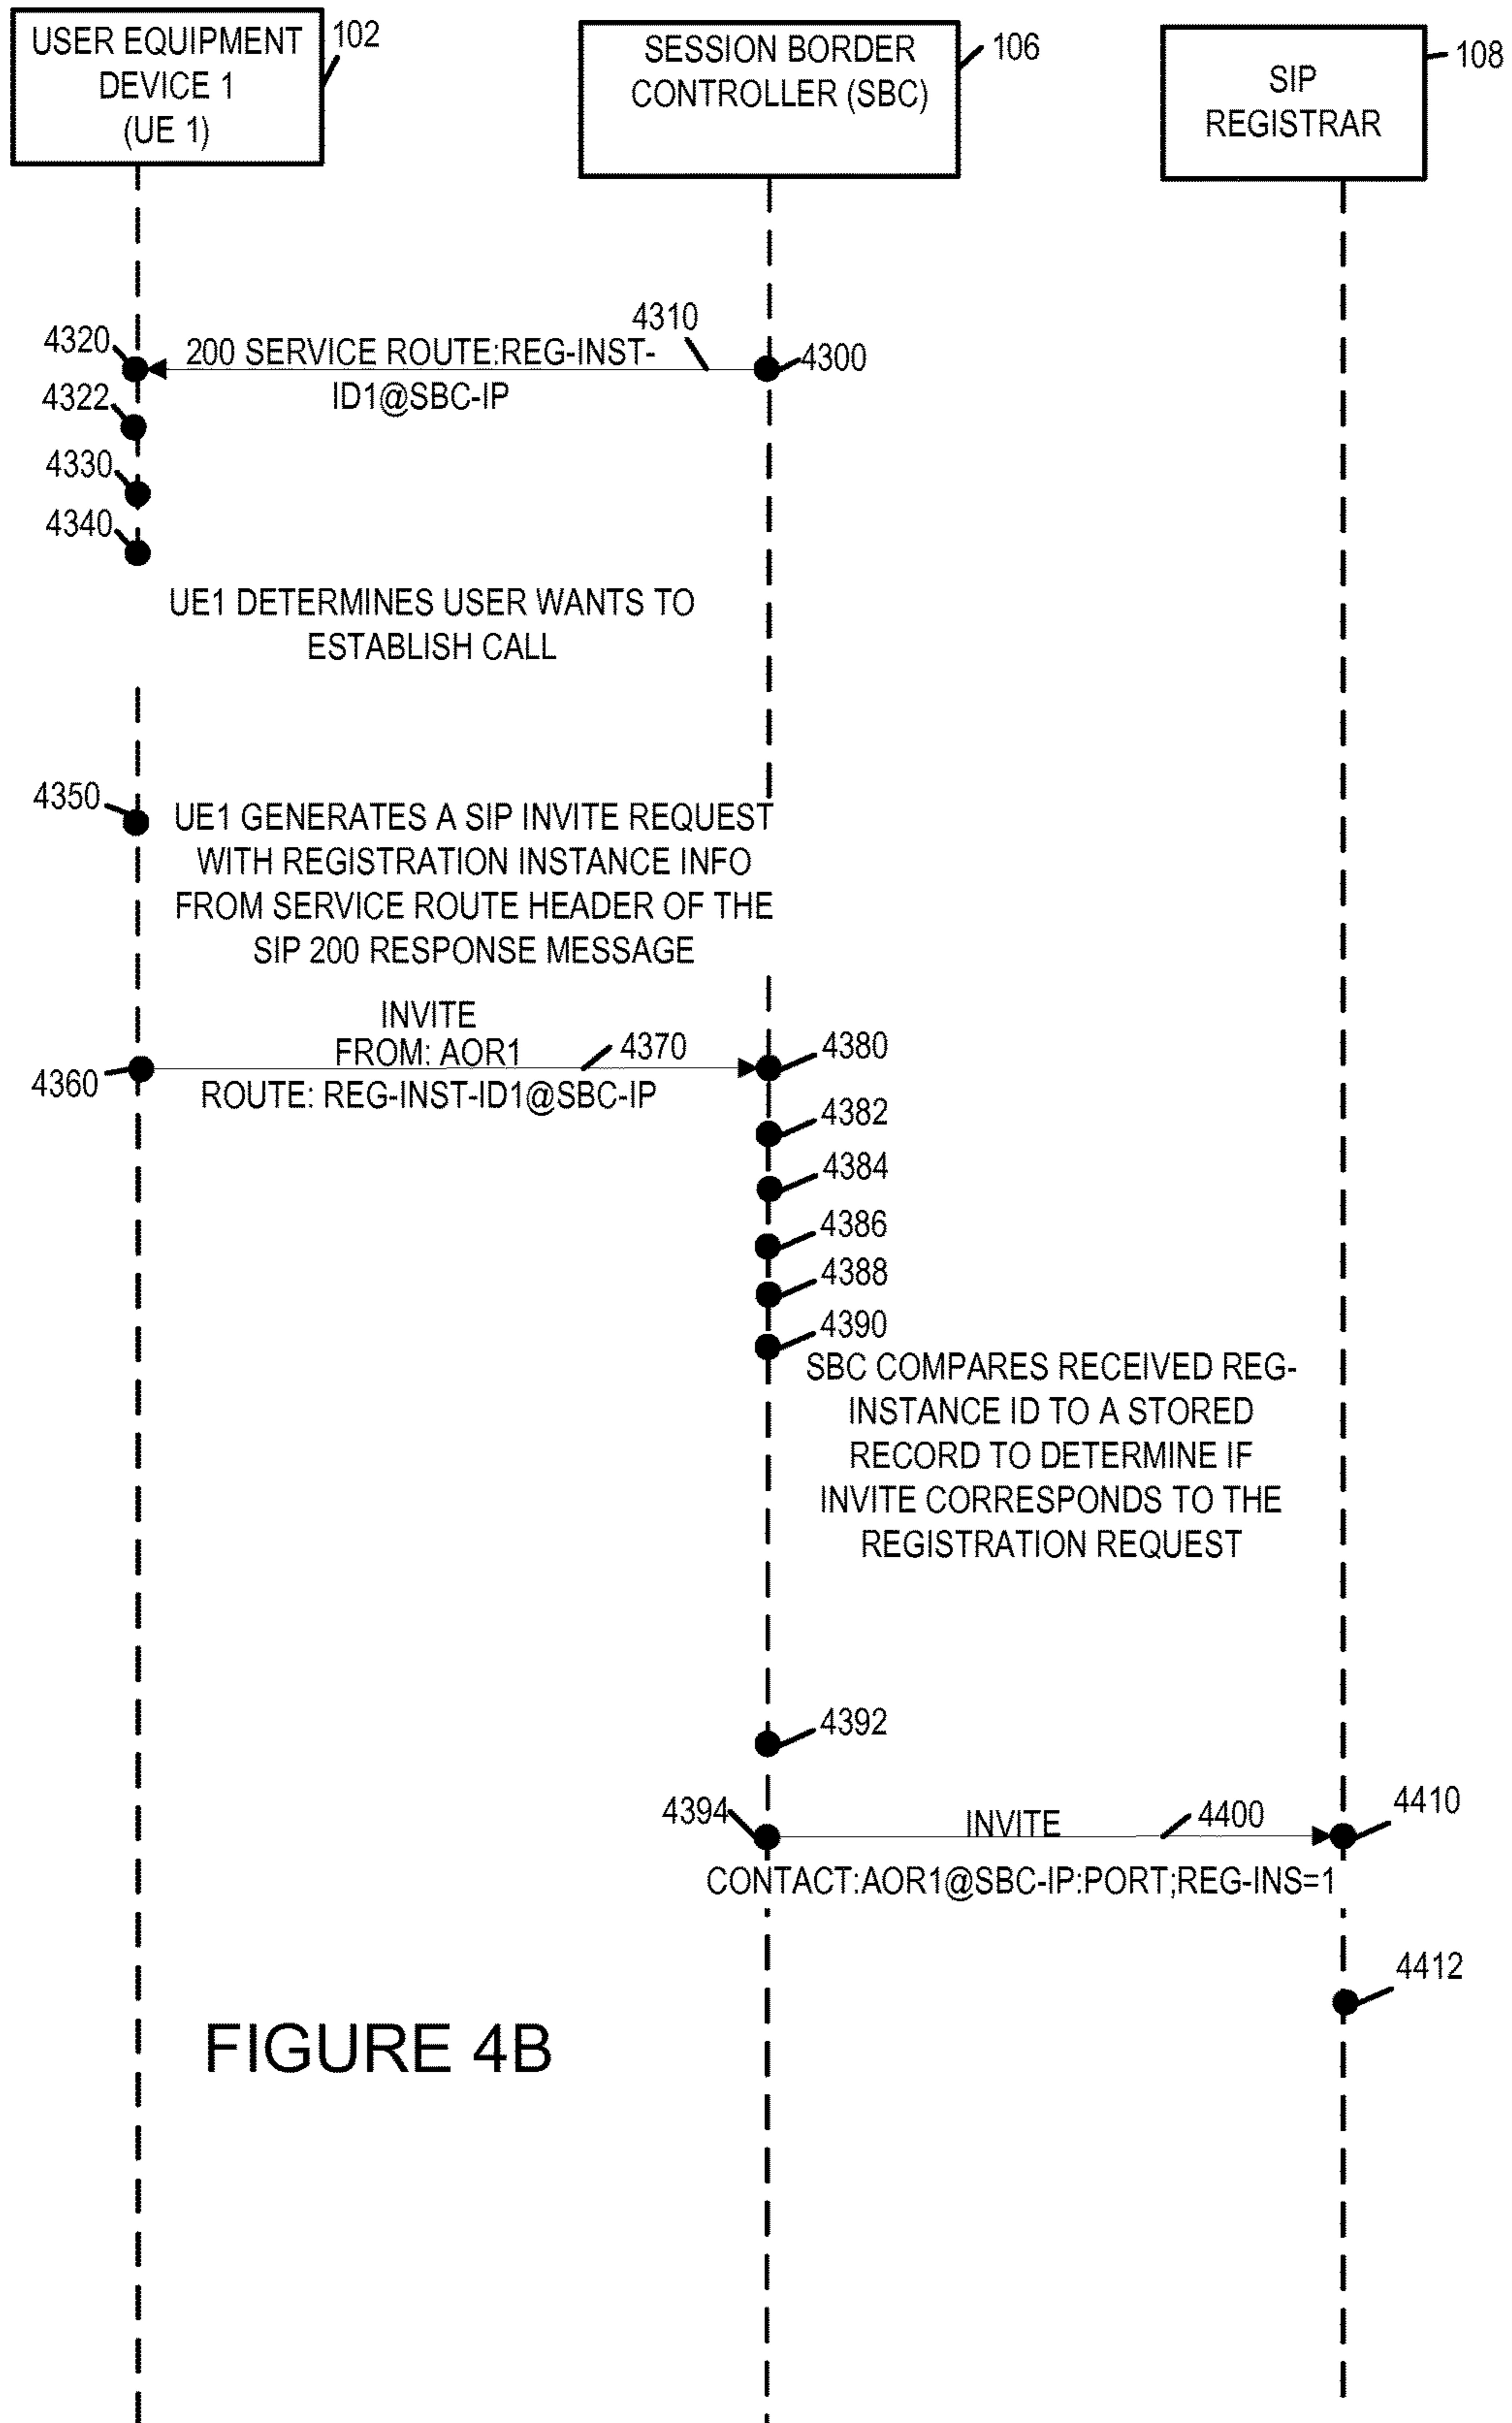 USER EQUIPMENT
DEVICE 1
(UE 1)
102
SESSION BORDER
CONTROLLER (SBC)
106
SIP
REGISTRAR
108
4310
4320
200 SERVICE ROUTE:REG-INST-
ID1@SBC-IP
4300
4322
4330
4340
UE1 DETERMINES USER WANTS TO
ESTABLISH CALL
4350
UE1 GENERATES A SIP INVITE REQUEST
WITH REGISTRATION INSTANCE INFO
FROM SERVICE ROUTE HEADER OF THE
SIP 200 RESPONSE MESSAGE
INVITE
FROM: AOR1
4370
4380
4360
ROUTE: REG-INST-ID1@SBC-IP
4382
4384
4386
4388
4390
SBC COMPARES RECEIVED REG-
INSTANCE ID TO A STORED
RECORD TO DETERMINE IF
INVITE CORRESPONDS TO THE
REGISTRATION REQUEST
4392
4394
INVITE
4400
4410
CONTACT:AOR1@SBC-IP:PORT;REG-INS=1
4412
FIGURE 4B